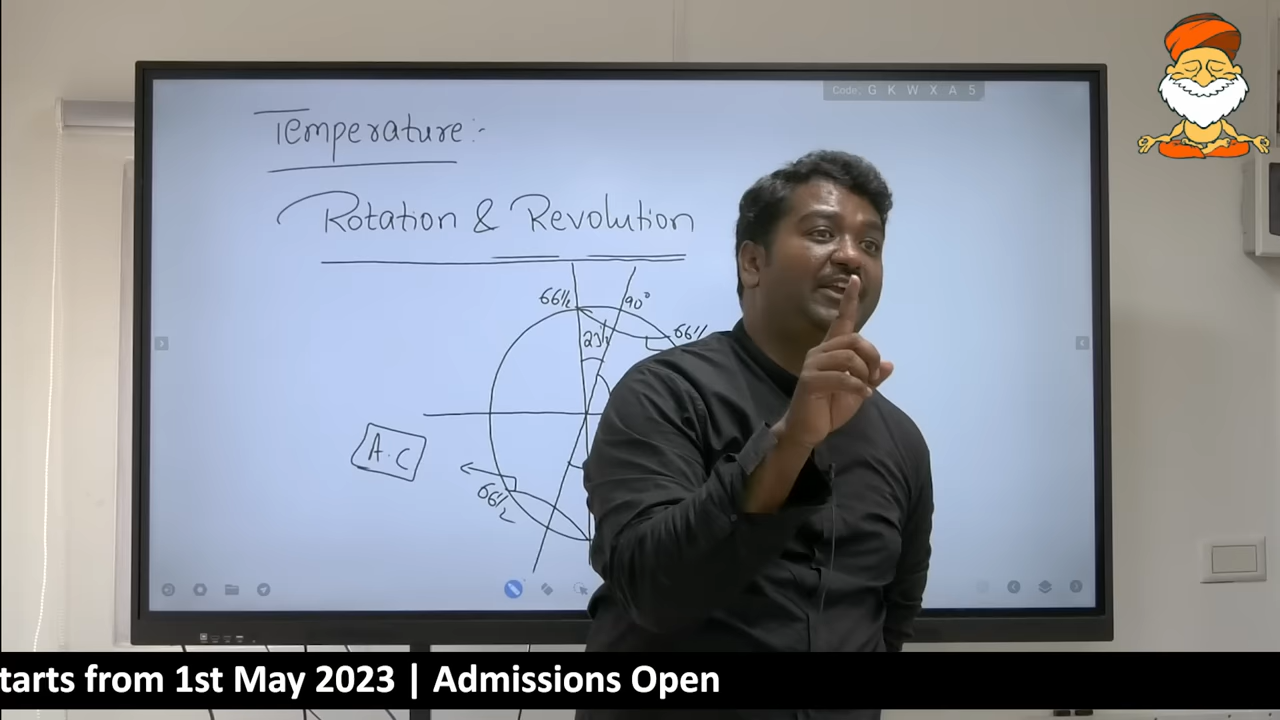 Code: G K W X A 5
Temperature:-
Rotation & Revolution
66½
90°
23½
66½
A.C
66½
tarts from 1st May 2023 | Admissions Open